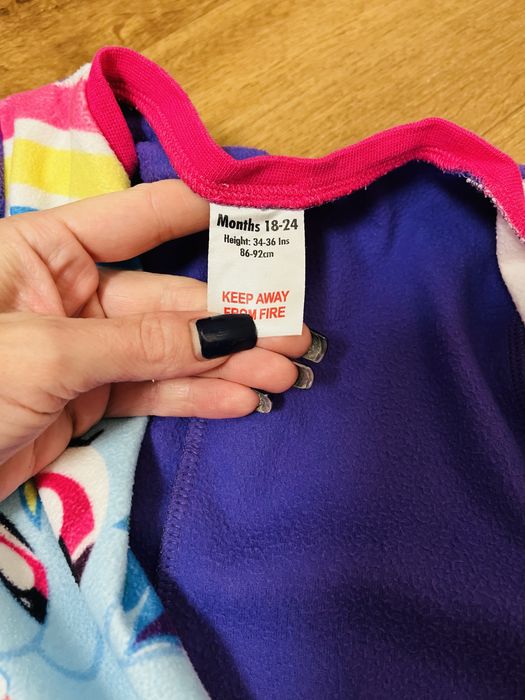 Months 18-24
Height: 34-36 Ins
86-92cm
KEEP AWAY
FROM FIRE